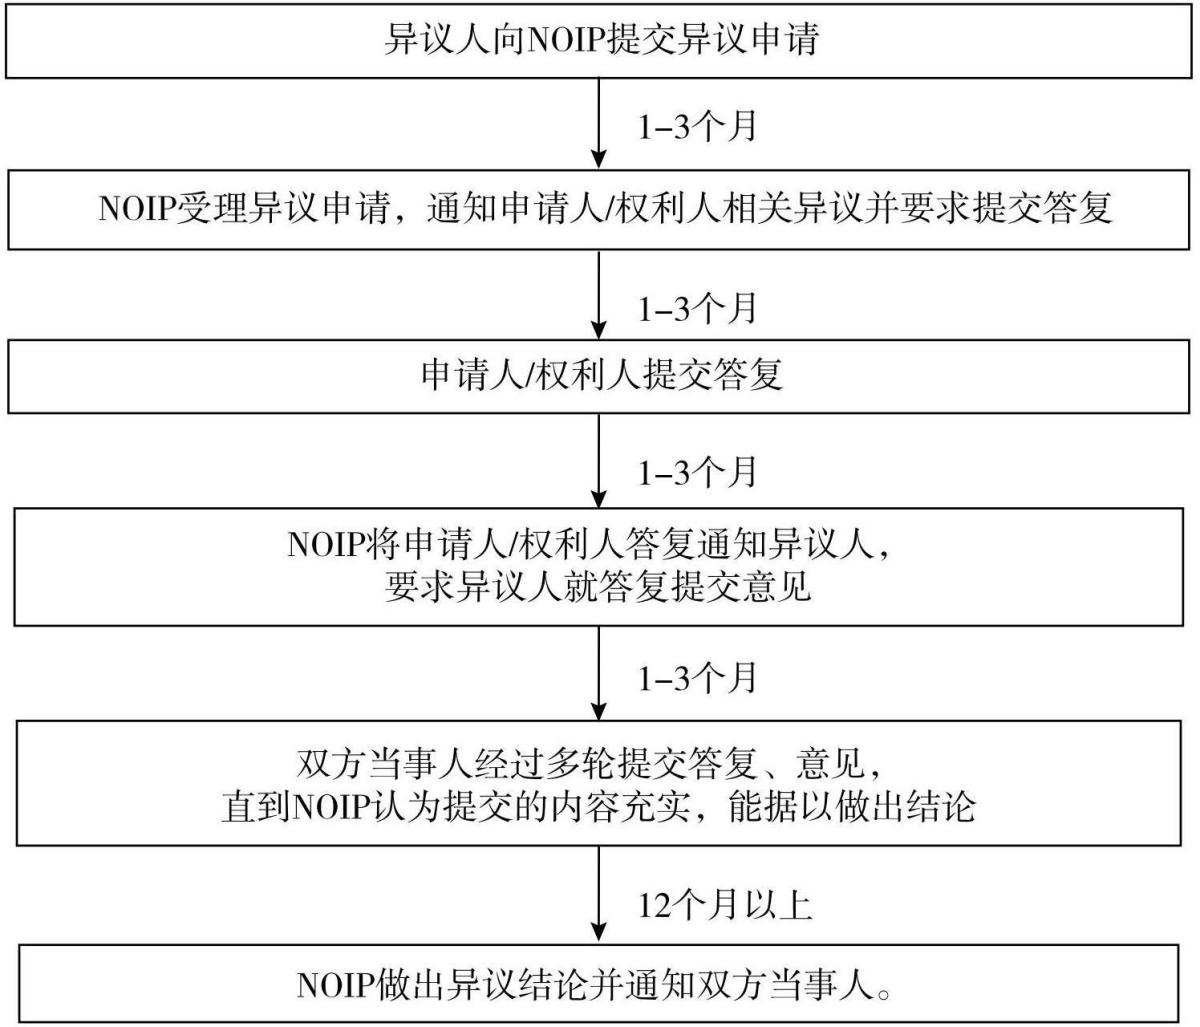 异议人向NOIP提交异议申请
1-3个月
NOIP受理异议申请，通知申请人/权利人相关异议并要求提交答复
1-3个月
申请人/权利人提交答复
1-3个月
NOIP将申请人/权利人答复通知异议人，
要求异议人就答复提交意见
1-3个月
双方当事人经过多轮提交答复、意见，
直到NOIP认为提交的内容充实，能据以做出结论
12个月以上
NOIP做出异议结论并通知双方当事人。